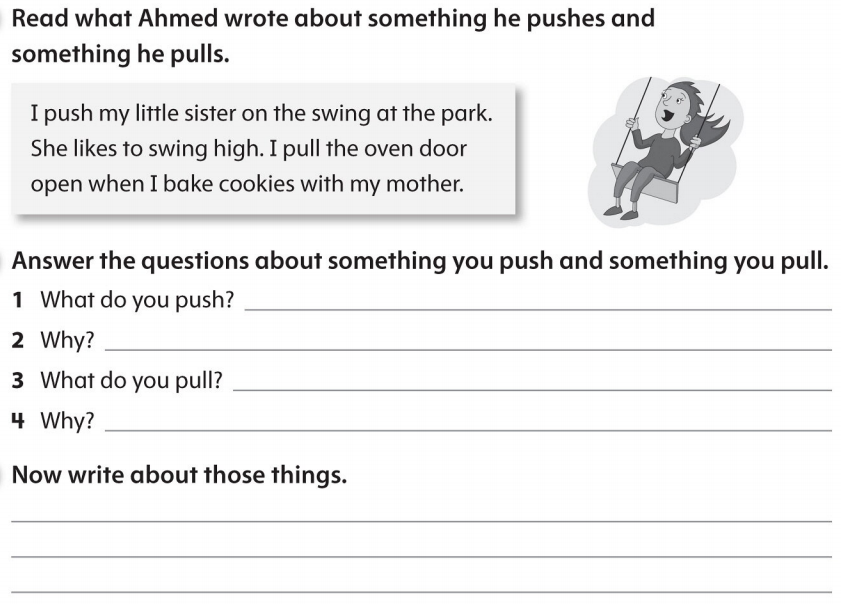 Read what Ahmed wrote about something he pushes and
something he pulls.
I push my little sister on the swing at the park.
She likes to swing high. I pull the oven door
open when I bake cookies with my mother.
Answer the questions about something you push and something you pull.
1 What do you push?
2 Why?
3 What do you pull?
4 Why?
Now write about those things.